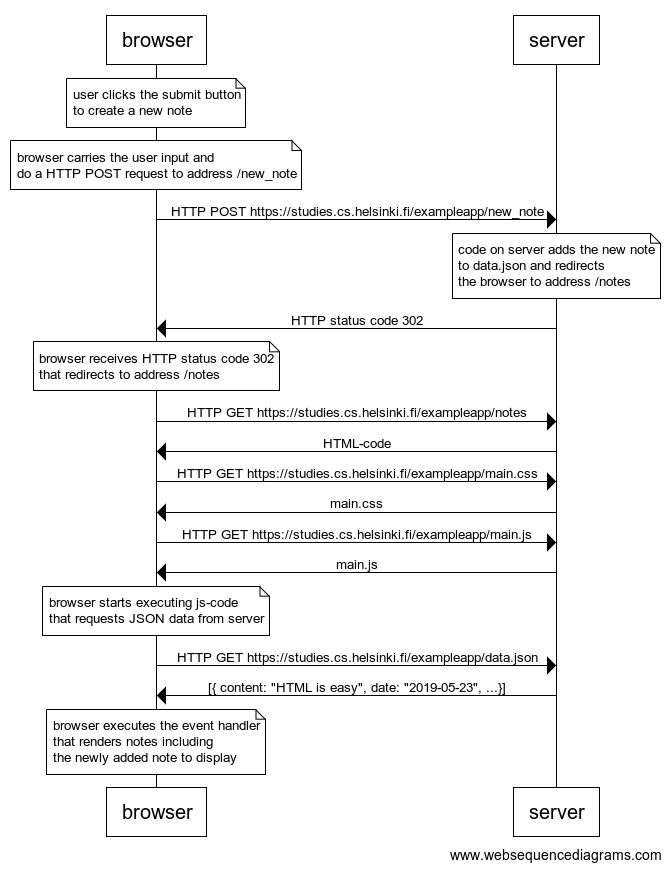 browser
server
user clicks the submit button
to create a new note
browser carries the user input and
do a HTTP POST request to address /new_note
HTTP POST https://studies.cs.helsinki.fi/exampleapp/new_note
code on server adds the new note
to data.json and redirects
the browser to address /notes
HTTP status code 302
browser receives HTTP status code 302
that redirects to address /notes
HTTP GET https://studies.cs.helsinki.fi/exampleapp/notes
HTML-code
HTTP GET https://studies.cs.helsinki.fi/exampleapp/main.css
main.css
HTTP GET https://studies.cs.helsinki.fi/exampleapp/main.js
main.js
browser starts executing js-code
that requests JSON data from server
HTTP GET https://studies.cs.helsinki.fi/exampleapp/data.json
[{ content: "HTML is easy", date: "2019-05-23", ...}]
browser executes the event handler
that renders notes including
the newly added note to display
browser
server
www.websequencediagrams.com